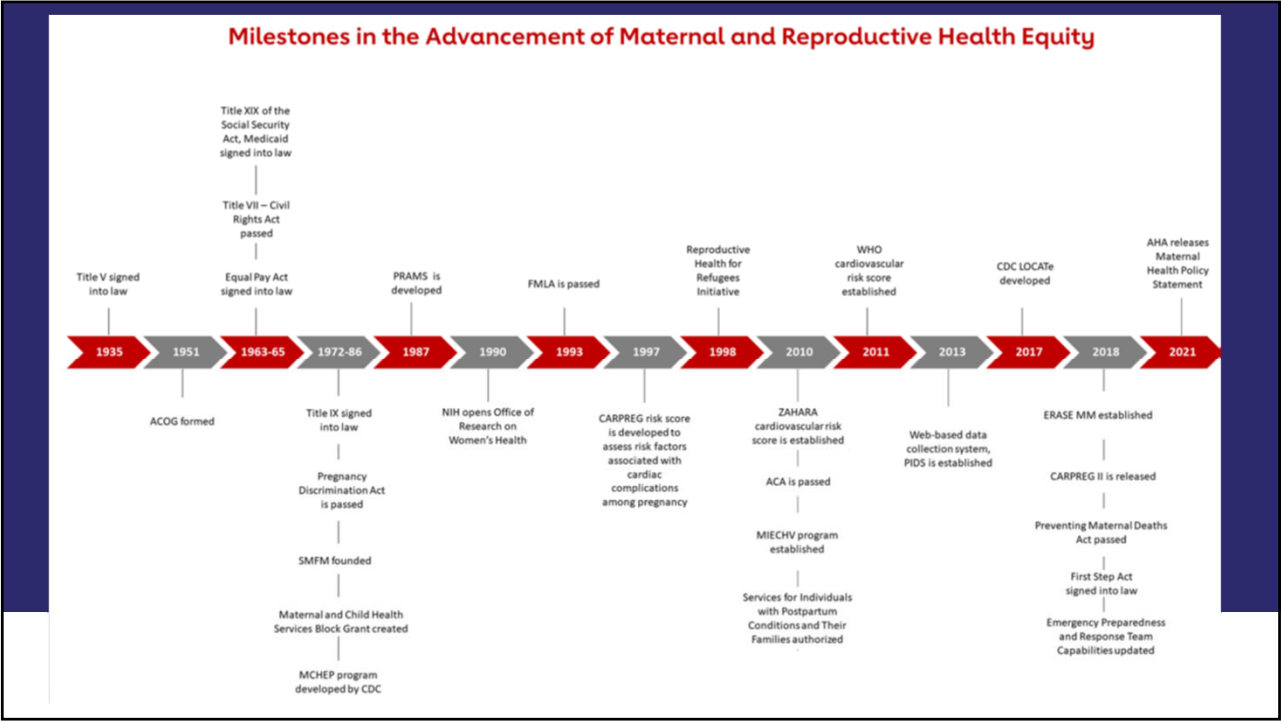 Milestones in the Advancement of Maternal and Reproductive Health Equity
Title XIX of the
Social Security
Act, Medicaid
signed into law
Title VII – Civil
Rights Act
passed
Title V signed
into law
Equal Pay Act
signed into law
PRAMS is
developed
FMLA is passed
Reproductive
Health for
Refugees
Initiative
WHO
cardiovascular
risk score
established
CDC LOCATe
developed
AHA releases
Maternal
Health Policy
Statement
1935
1951
1963-65
1972-86
1987
1990
1993
1997
1998
2010
2011
2013
2017
2018
2021
ACOG formed
Title IX signed
into law
Pregnancy
Discrimination Act
is passed
SMFM founded
Maternal and Child Health
Services Block Grant created
MCHEP program
developed by CDC
NIH opens Office of
Research on
Women's Health
CARPREG risk score
is developed to
assess risk factors
associated with
cardiac
complications
among pregnancy
ZAHARA
cardiovascular risk
score is established
ACA is passed
MIECHV program
established
Services for Individuals
with Postpartum
Conditions and Their
Families authorized
Web-based data
collection system,
PIDS is established
ERASE MM established
CARPREG II is released
Preventing Maternal Deaths
Act passed
First Step Act
signed into law
Emergency Preparedness
and Response Team
Capabilities updated